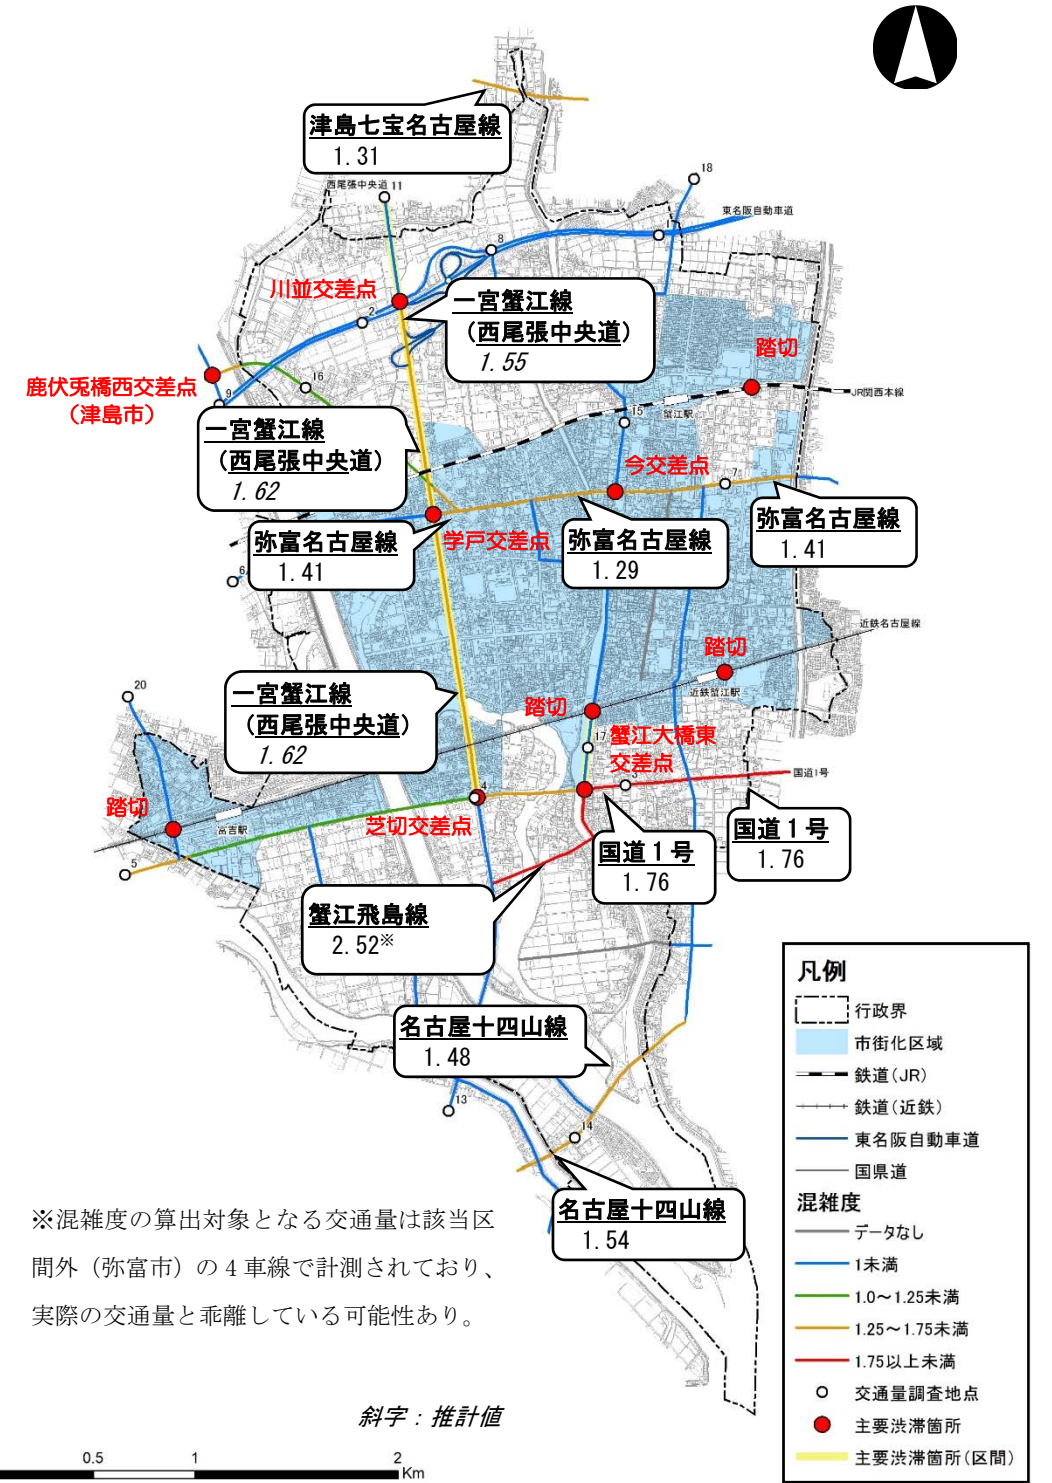 津島七宝名古屋線
1.31
西尾張中央道 11
18
東名阪自動車道
1
8
川並交差点
一宮蟹江線
（西尾張中央道）
1.55
2
踏切
鹿伏兎橋西交差点
（津島市）
9
16
JR関西本線
蟹江駅
15
一宮蟹江線
（西尾張中央道）
1.62
今交差点
7
弥富名古屋線
1.41
学戸交差点
弥富名古屋線
1.29
弥富名古屋線
1.41
6
近鉄名古屋線
踏切
近鉄蟹江駅
20
一宮蟹江線
（西尾張中央道）
1.62
踏切
17
蟹江大橋東
交差点
3
国道1号
4
踏切
富吉駅
芝切交差点
5
国道１号
1.76
国道１号
1.76
蟹江飛島線
2.52※
名古屋十四山線
1.48
13
14
名古屋十四山線
1.54
凡例
行政界
市街化区域
鉄道(JR)
鉄道(近鉄)
東名阪自動車道
国県道
混雑度
データなし
1未満
1.0～1.25未満
1.25～1.75未満
1.75以上未満
交通量調査地点
主要渋滞箇所
主要渋滞箇所(区間)
※混雑度の算出対象となる交通量は該当区
間外（弥富市）の４車線で計測されており、
実際の交通量と乖離している可能性あり。
斜字：推計値
0.5 1 2
Km